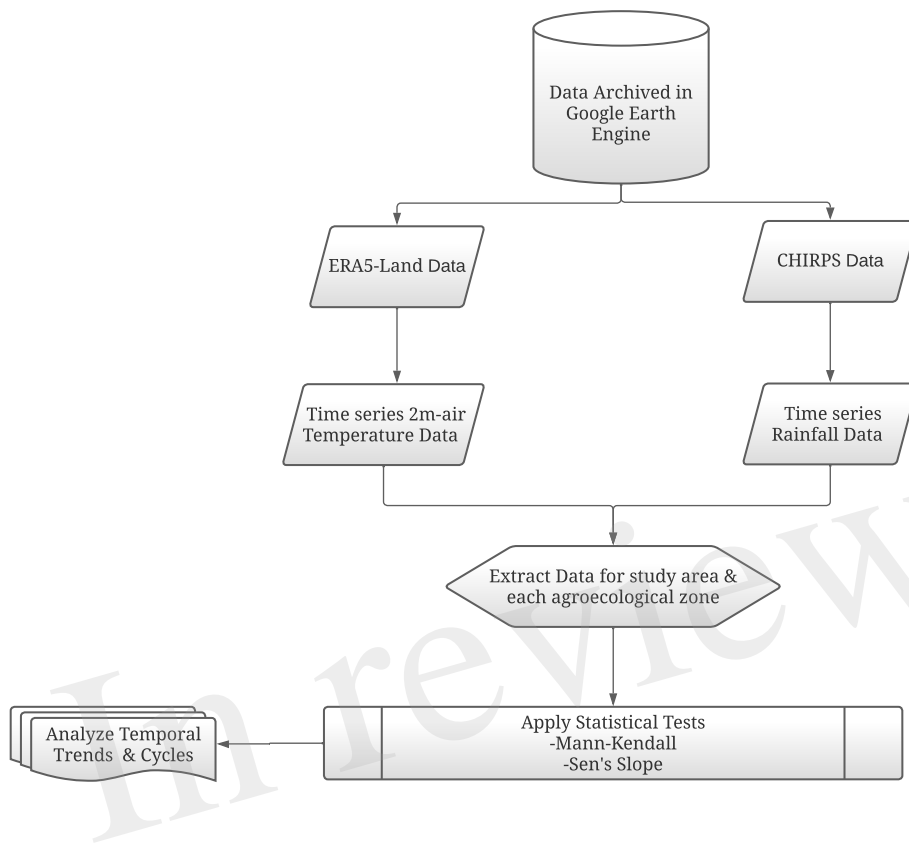 Data Archived in
Google Earth
Engine
ERA5-Land Data
CHIRPS Data
Time series 2m-air
Temperature Data
Time series
Rainfall Data
Extract Data for study area &
each agroecological zone
Apply Statistical Tests
-Mann-Kendall
-Sen's Slope
Analyze Temporal
Trends & Cycles
In review